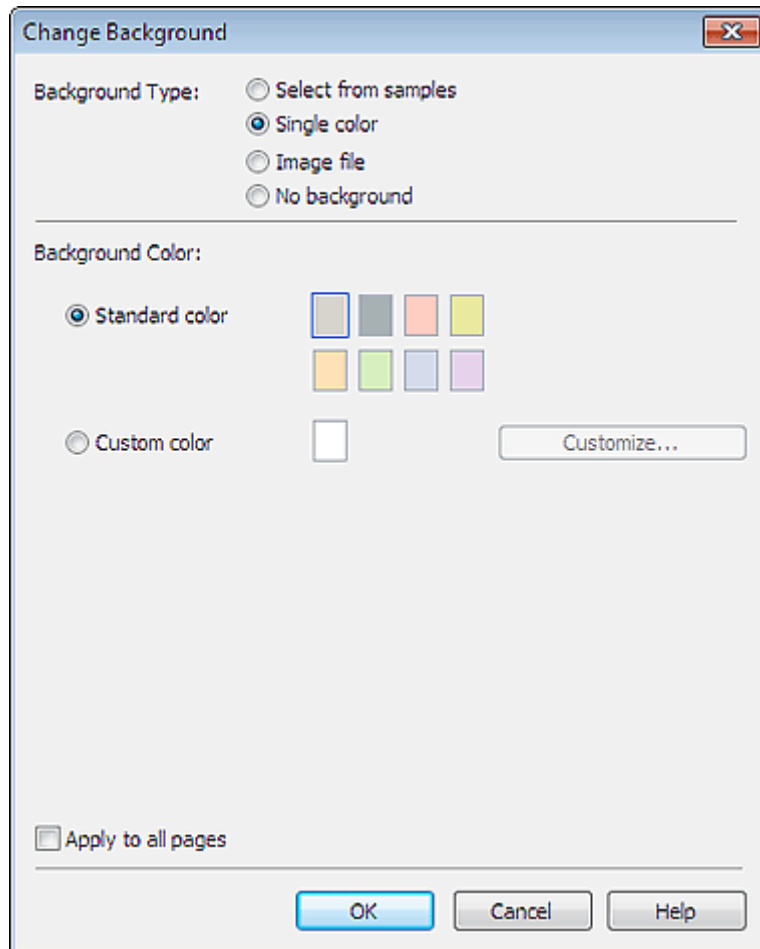 Change Background
Background Type:
Select from samples
Single color
Image file
No background
Background Color:
Standard color
Custom color
Customize...
Apply to all pages
OK
Cancel
Help